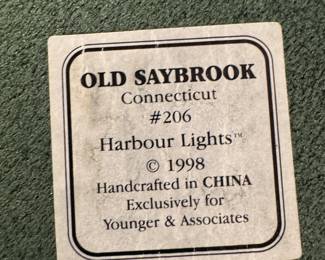 OLD SAYBROOK
Connecticut
#206
Harbour Lights™
© 1998
Handcrafted in CHINA
Exclusively for
Younger & Associates